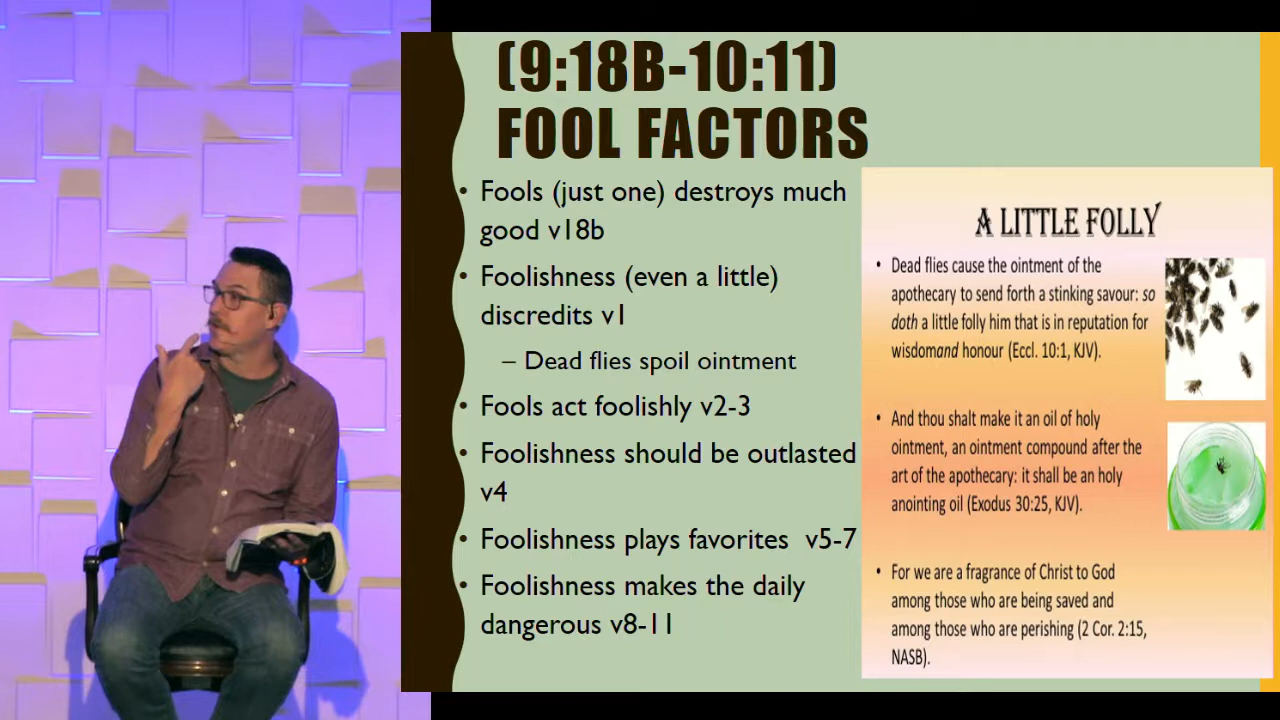 (9:18B-10:11)
FOOL FACTORS
• Fools (just one) destroys much
good v18b
• Foolishness (even a little)
discredits v1
– Dead flies spoil ointment
• Fools act foolishly v2-3
• Foolishness should be outlasted
v4
• Foolishness plays favorites v5-7
• Foolishness makes the daily
dangerous v8-11
A LITTLE FOLLY
• Dead flies cause the ointment of the
apothecary to send forth a stinking savour: so
doth a little folly him that is in reputation for
wisdomand honour (Eccl. 10:1, KJV).
• And thou shalt make it an oil of holy
ointment, an ointment compound after the
art of the apothecary: it shall be an holy
anointing oil (Exodus 30:25, KJV).
• For we are a fragrance of Christ to God
among those who are being saved and
among those who are perishing (2 Cor. 2:15,
NASB).